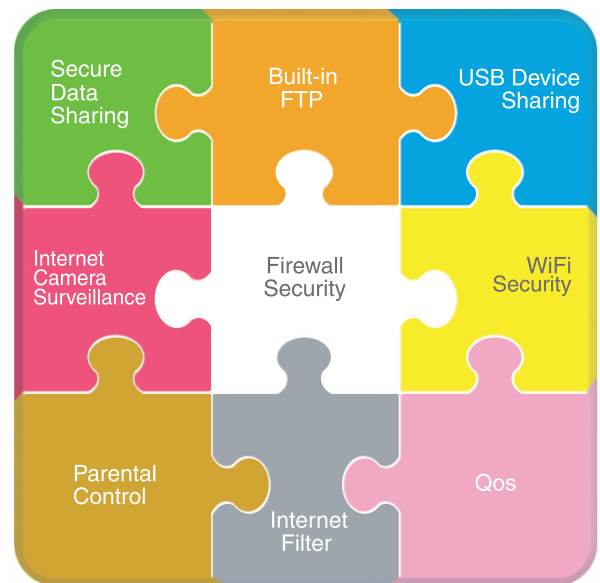 Secure
Data
Sharing
Built-in
FTP
USB Device
Sharing
Internet
Camera
Surveillance
Firewall
Security
WiFi
Security
Parental
Control
Internet
Filter
Qos